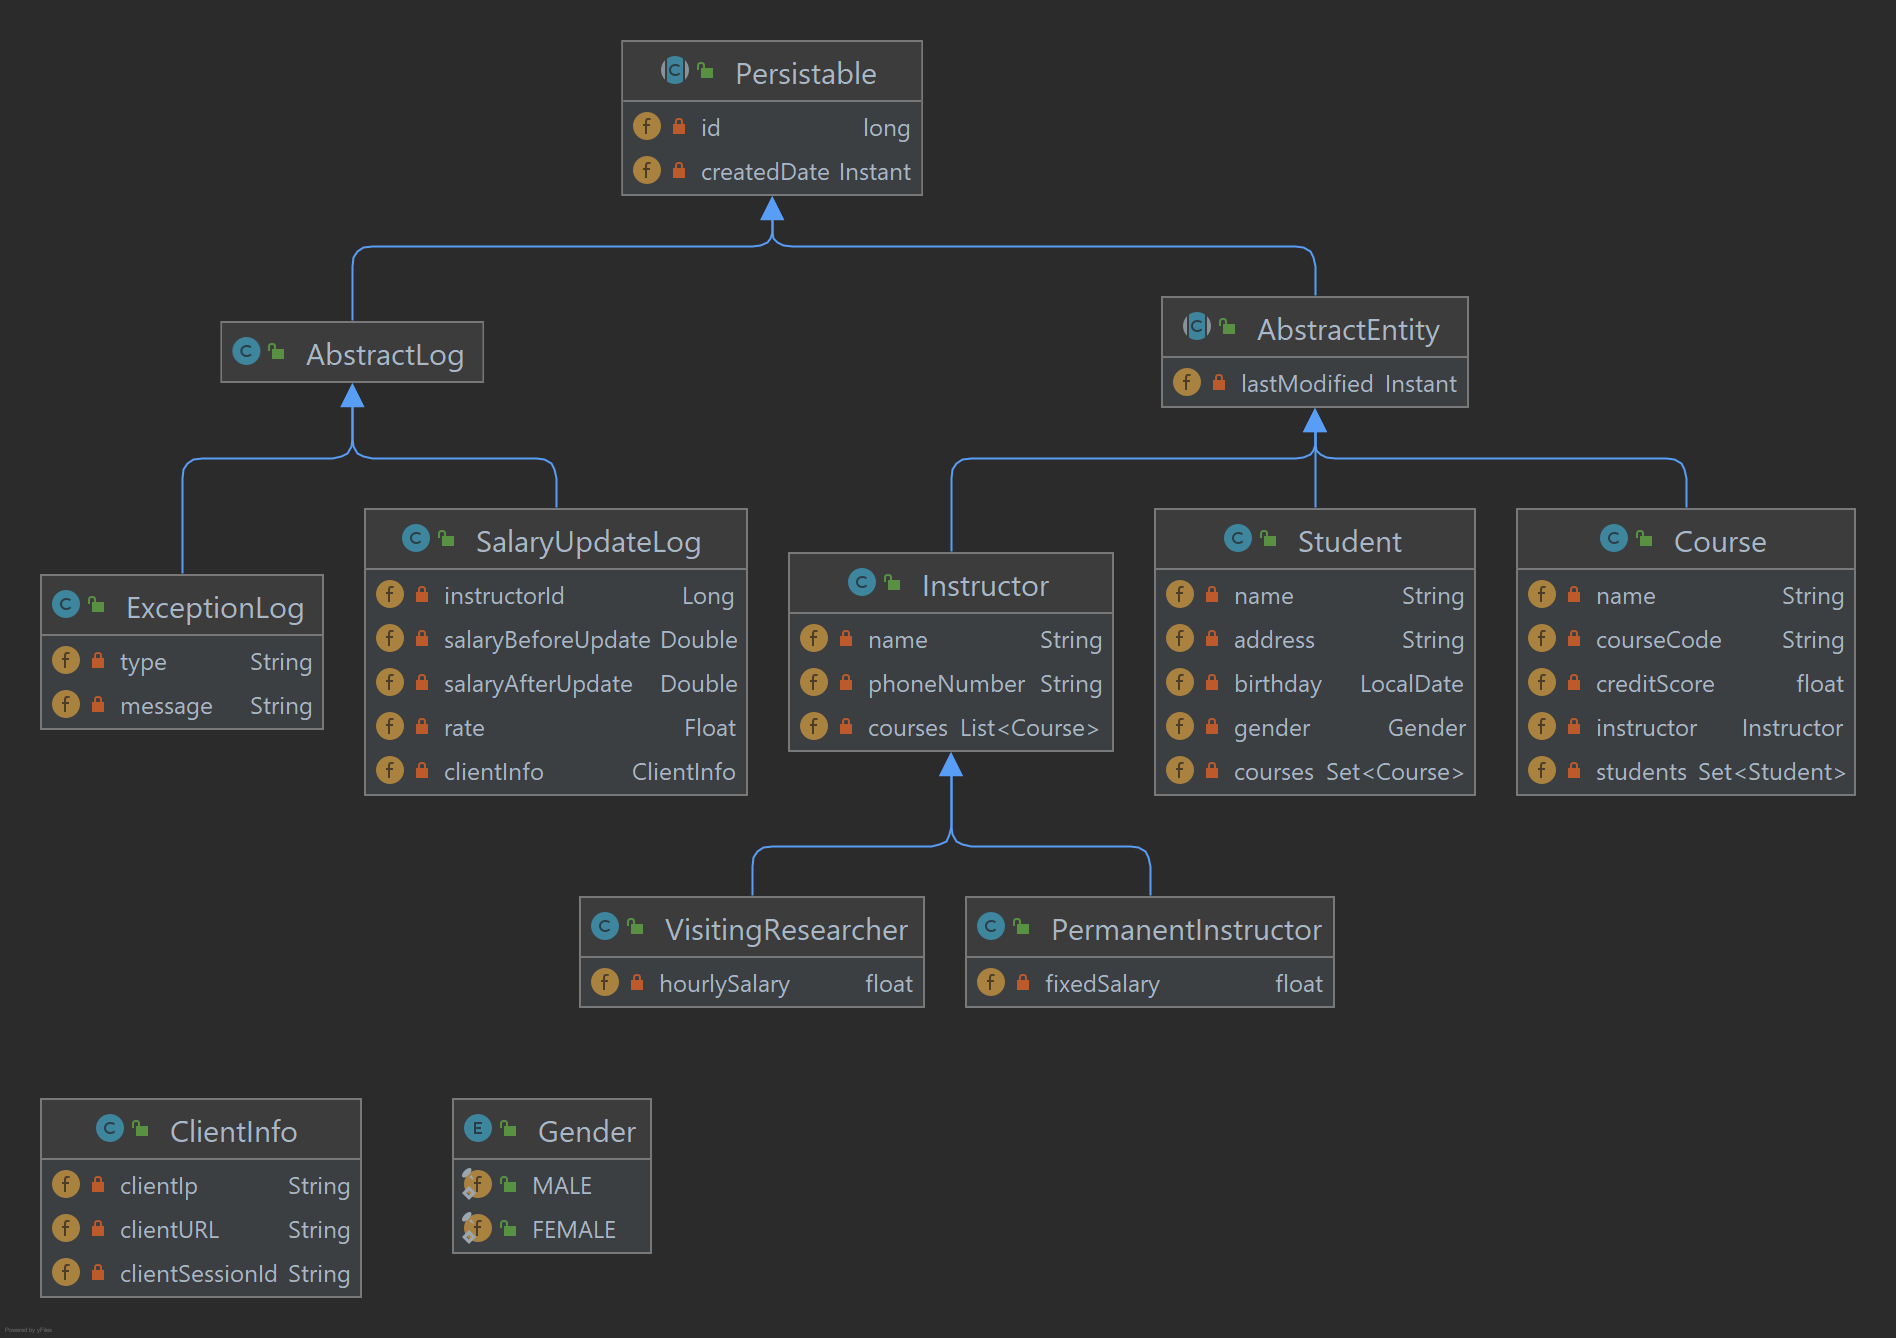 Persistable
id long
createdDate Instant
AbstractLog
AbstractEntity
lastModified Instant
ExceptionLog
type String
message String
SalaryUpdateLog
instructorId Long
salaryBeforeUpdate Double
salaryAfterUpdate Double
rate Float
clientInfo ClientInfo
Instructor
name String
phoneNumber String
courses List<Course>
Student
name String
address String
birthday LocalDate
gender Gender
courses Set<Course>
Course
name String
courseCode String
creditScore float
instructor Instructor
students Set<Student>
VisitingResearcher
hourlySalary float
PermanentInstructor
fixedSalary float
ClientInfo
clientIp String
clientURL String
clientSessionId String
Gender
MALE
FEMALE
Powered by yFiles